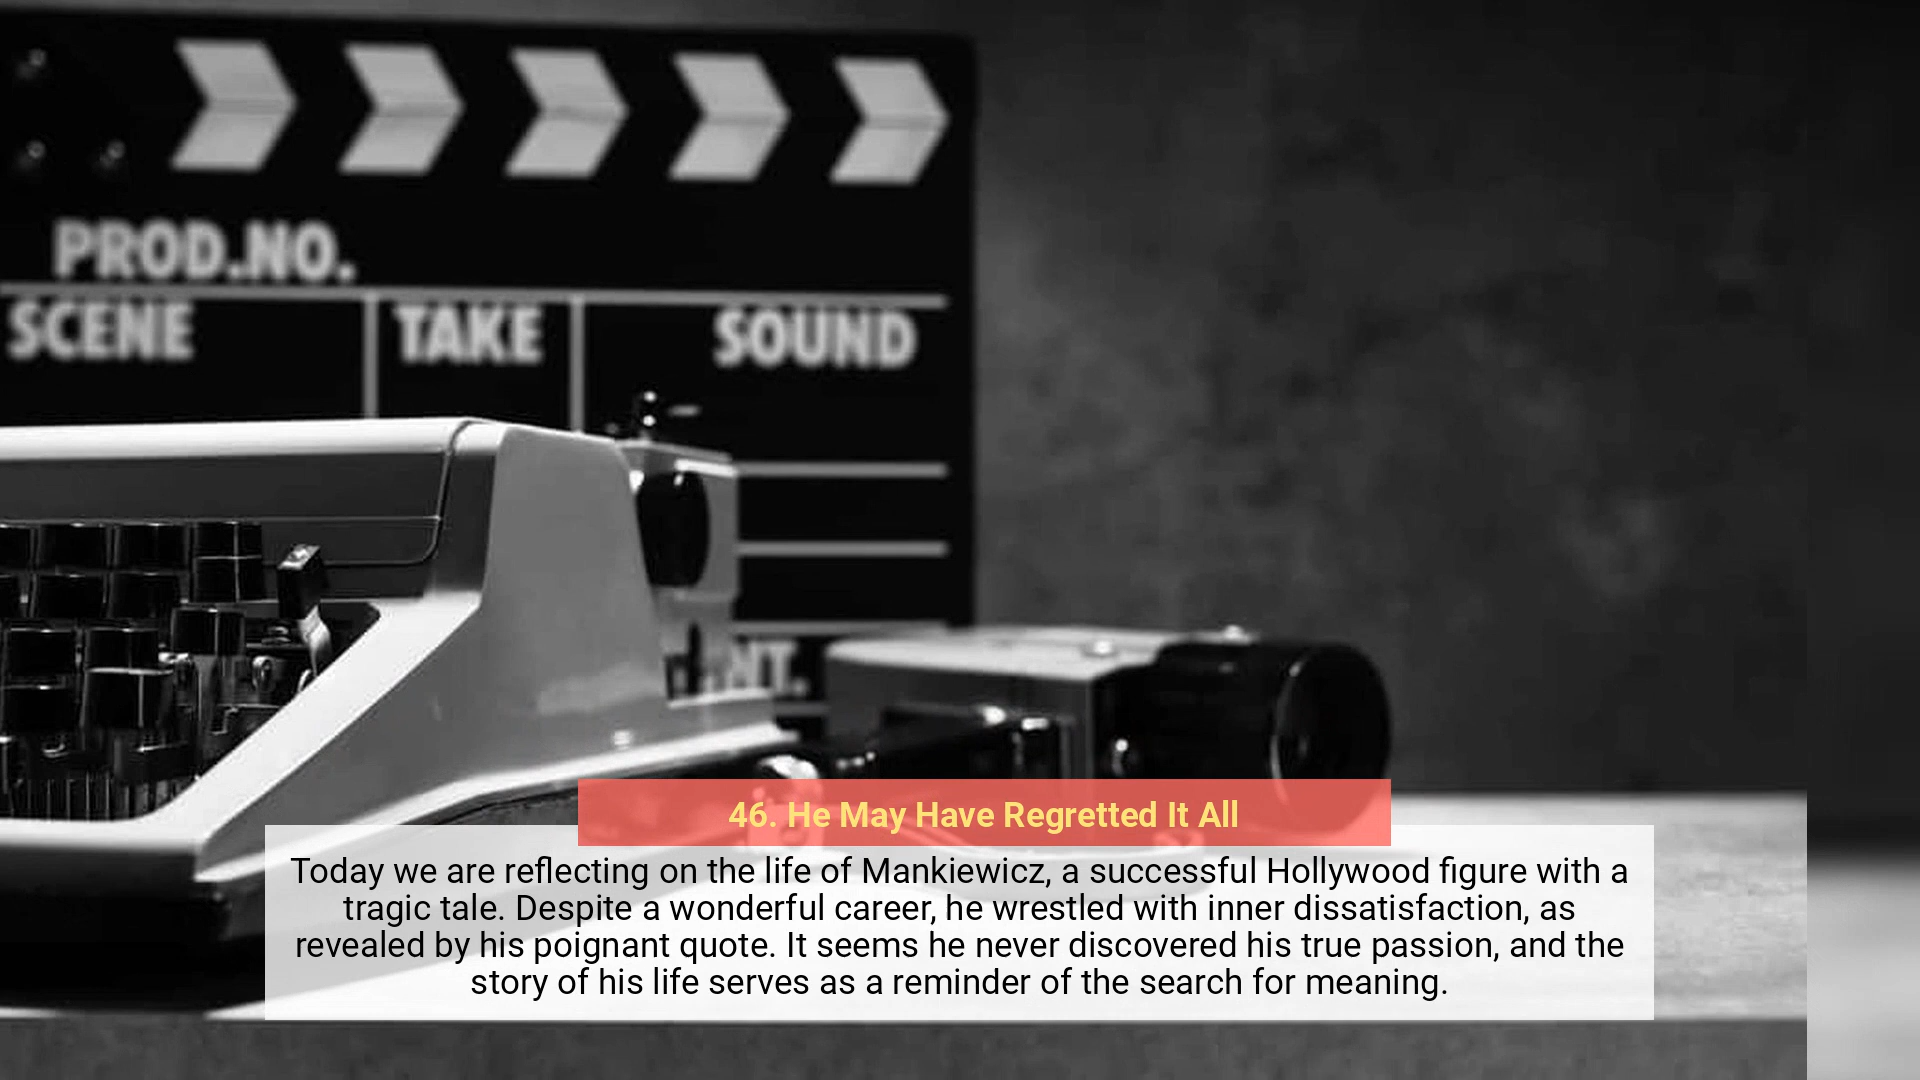 PROD.NO.
SCENE TAKE SOUND
NT.
46. He May Have Regretted It All
Today we are reflecting on the life of Mankiewicz, a successful Hollywood figure with a
tragic tale. Despite a wonderful career, he wrestled with inner dissatisfaction, as
revealed by his poignant quote. It seems he never discovered his true passion, and the
story of his life serves as a reminder of the search for meaning.